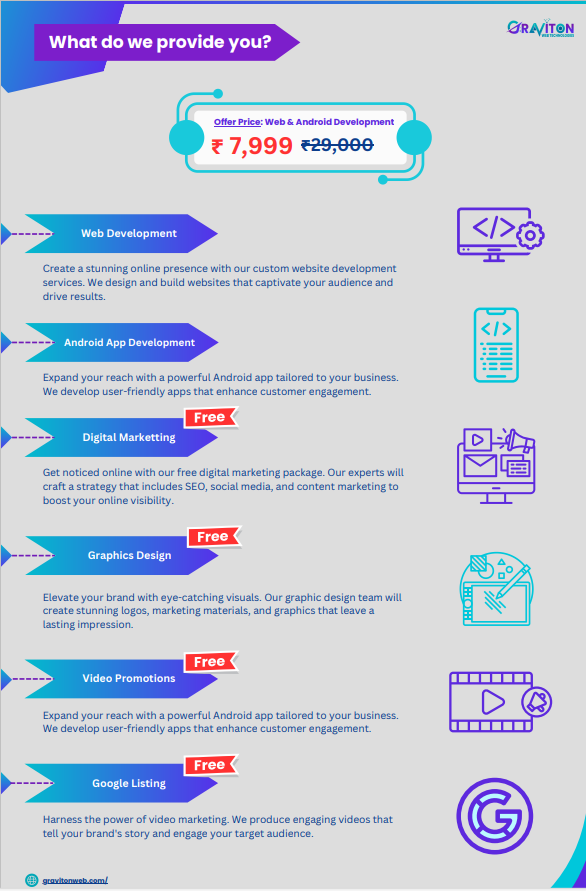 What do we provide you?
GRAVITON
WEB TECHNOLOGIES
Offer Price: Web & Android Development
₹ 7,999 ₹29,000
Web Development
Create a stunning online presence with our custom website development
services. We design and build websites that captivate your audience and
drive results.
Android App Development
Expand your reach with a powerful Android app tailored to your business.
We develop user-friendly apps that enhance customer engagement.
Free
Digital Marketting
Get noticed online with our free digital marketing package. Our experts will
craft a strategy that includes SEO, social media, and content marketing to
boost your online visibility.
Free
Graphics Design
Elevate your brand with eye-catching visuals. Our graphic design team will
create stunning logos, marketing materials, and graphics that leave a
lasting impression.
Free
Video Promotions
Expand your reach with a powerful Android app tailored to your business.
We develop user-friendly apps that enhance customer engagement.
Free
Google Listing
Harness the power of video marketing. We produce engaging videos that
tell your brand's story and engage your target audience.
G
gravitonweb.com/